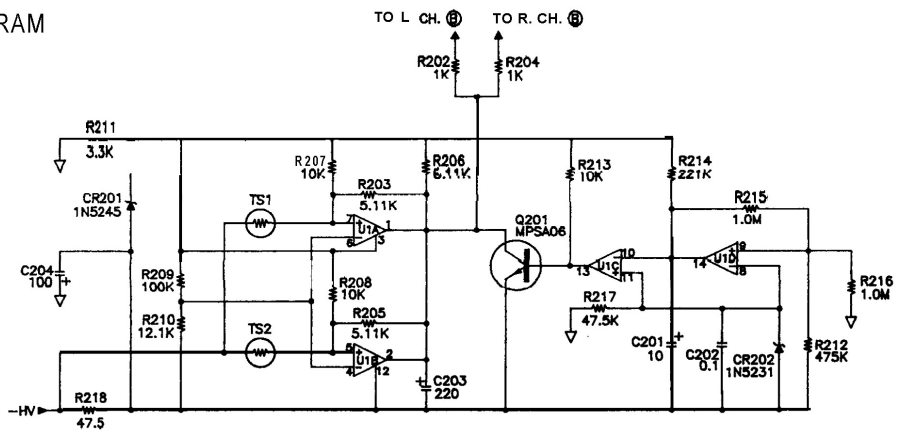 RAM
TO L CH. B TO R. CH. B
R202
1K
R204
1K
R211
3.3K
R207
10K
R206
5.11K
R213
10K
R214
221K
CR201
1N5245
TS1
R203
5.11K
R215
1.0M
Q201
MPSA06
7
6
U1A
1
3
C204
100
+
R209
100K
R208
10K
13
U1C
10
11
14
U1D
9
8
R216
1.0M
R210
12.1K
TS2
R205
5.11K
R217
47.5K
5
4
U1B
2
12
C203
220
C201
10
C202
0.1
CR202
1N5231
R212
475K
-HV
R218
47.5